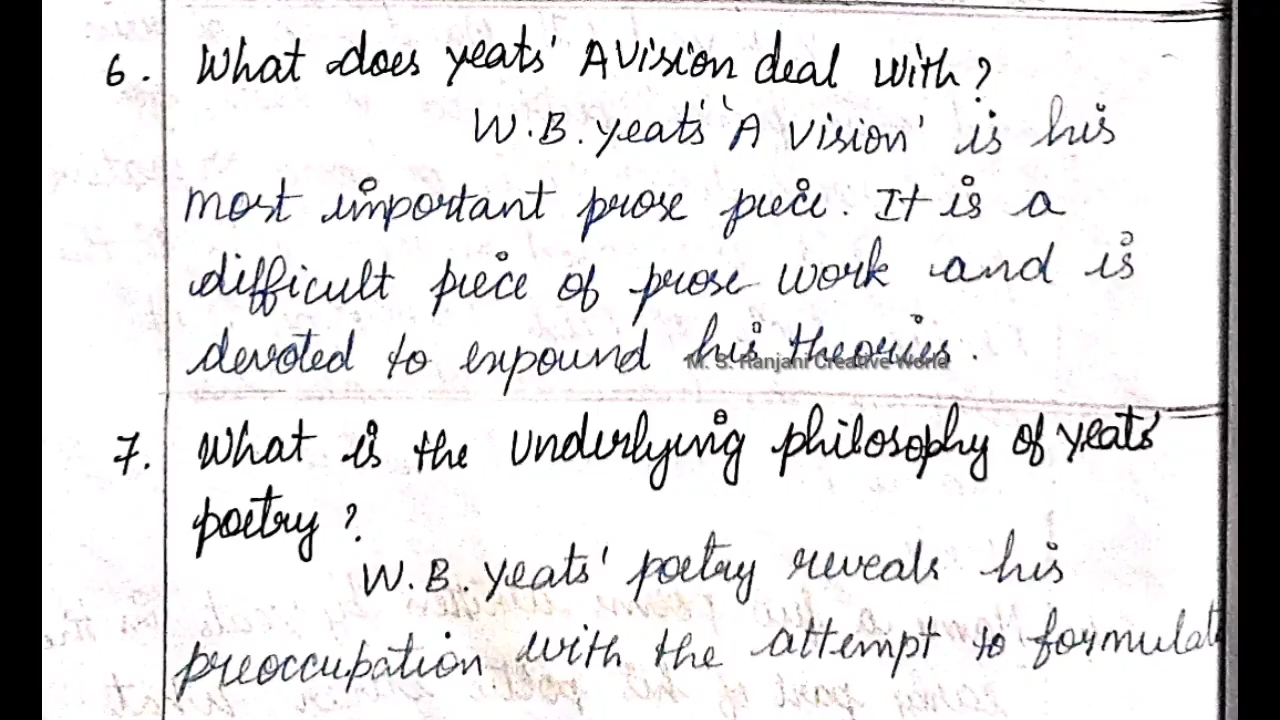 6. What does yeats' A Vision deal with?
W.B. yeats 'A Vision' is his
most important prose piece. It is a
difficult piece of prose work and is
devoted to expound his theories.
M. S. Ranjani Creative World
7. What is the underlying philosophy of yeats'
poetry?
W.B. yeats' poetry reveals his
preoccupation with the attempt to formulat